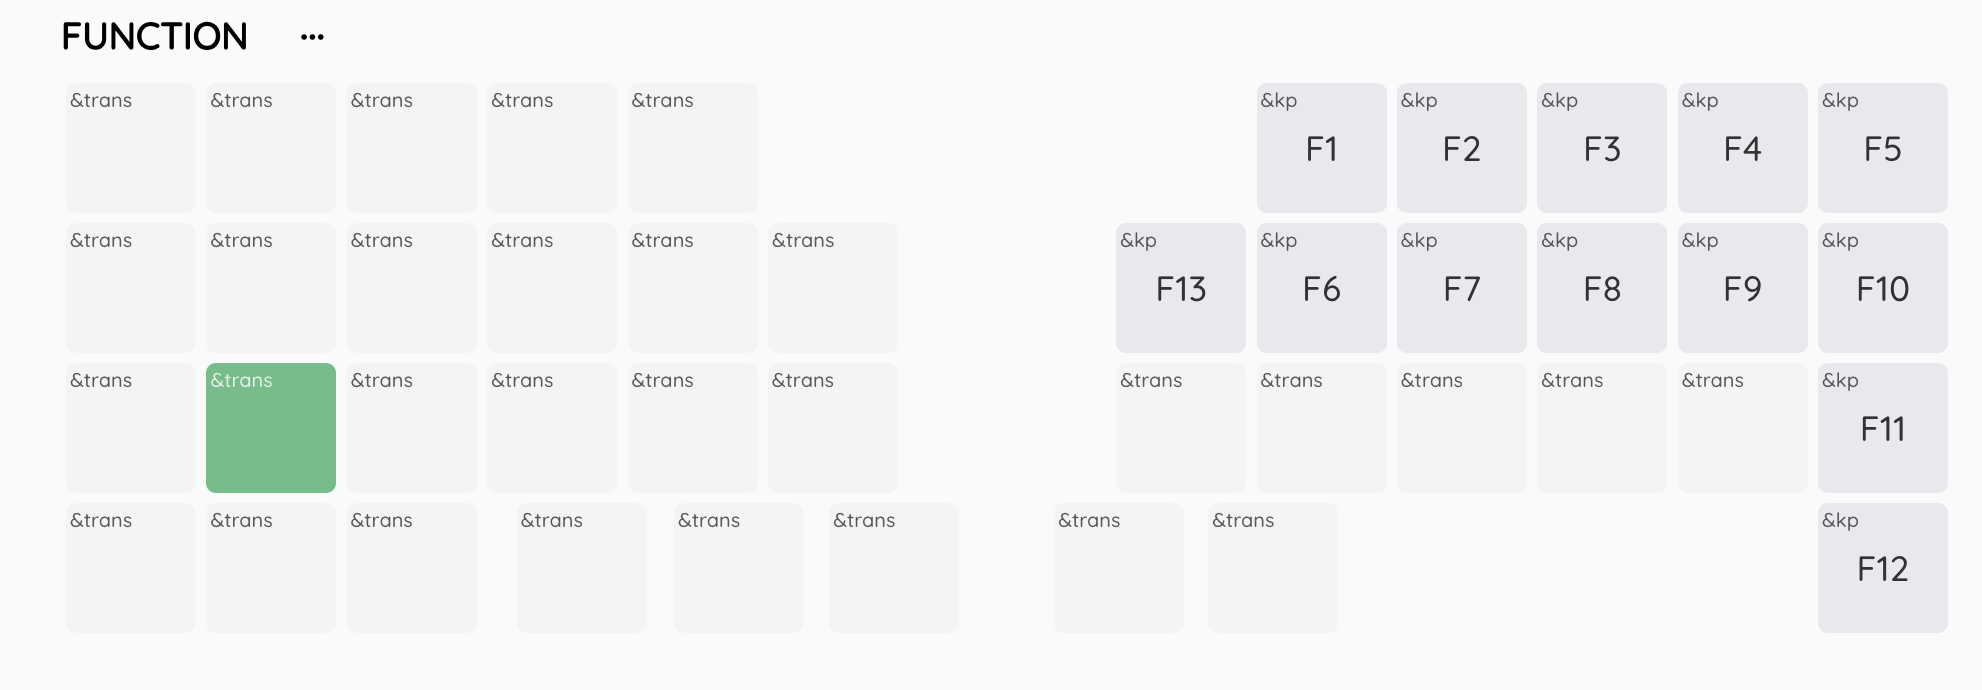 FUNCTION ...
&trans &trans &trans &trans &trans &kp &kp &kp &kp &kp
F1 F2 F3 F4 F5
&trans &trans &trans &trans &trans &trans &kp &kp &kp &kp &kp &kp
F13 F6 F7 F8 F9 F10
&trans &trans &trans &trans &trans &trans &trans &trans &trans &trans &trans &kp
F11
&trans &trans &trans &trans &trans &trans &trans &trans &kp
F12